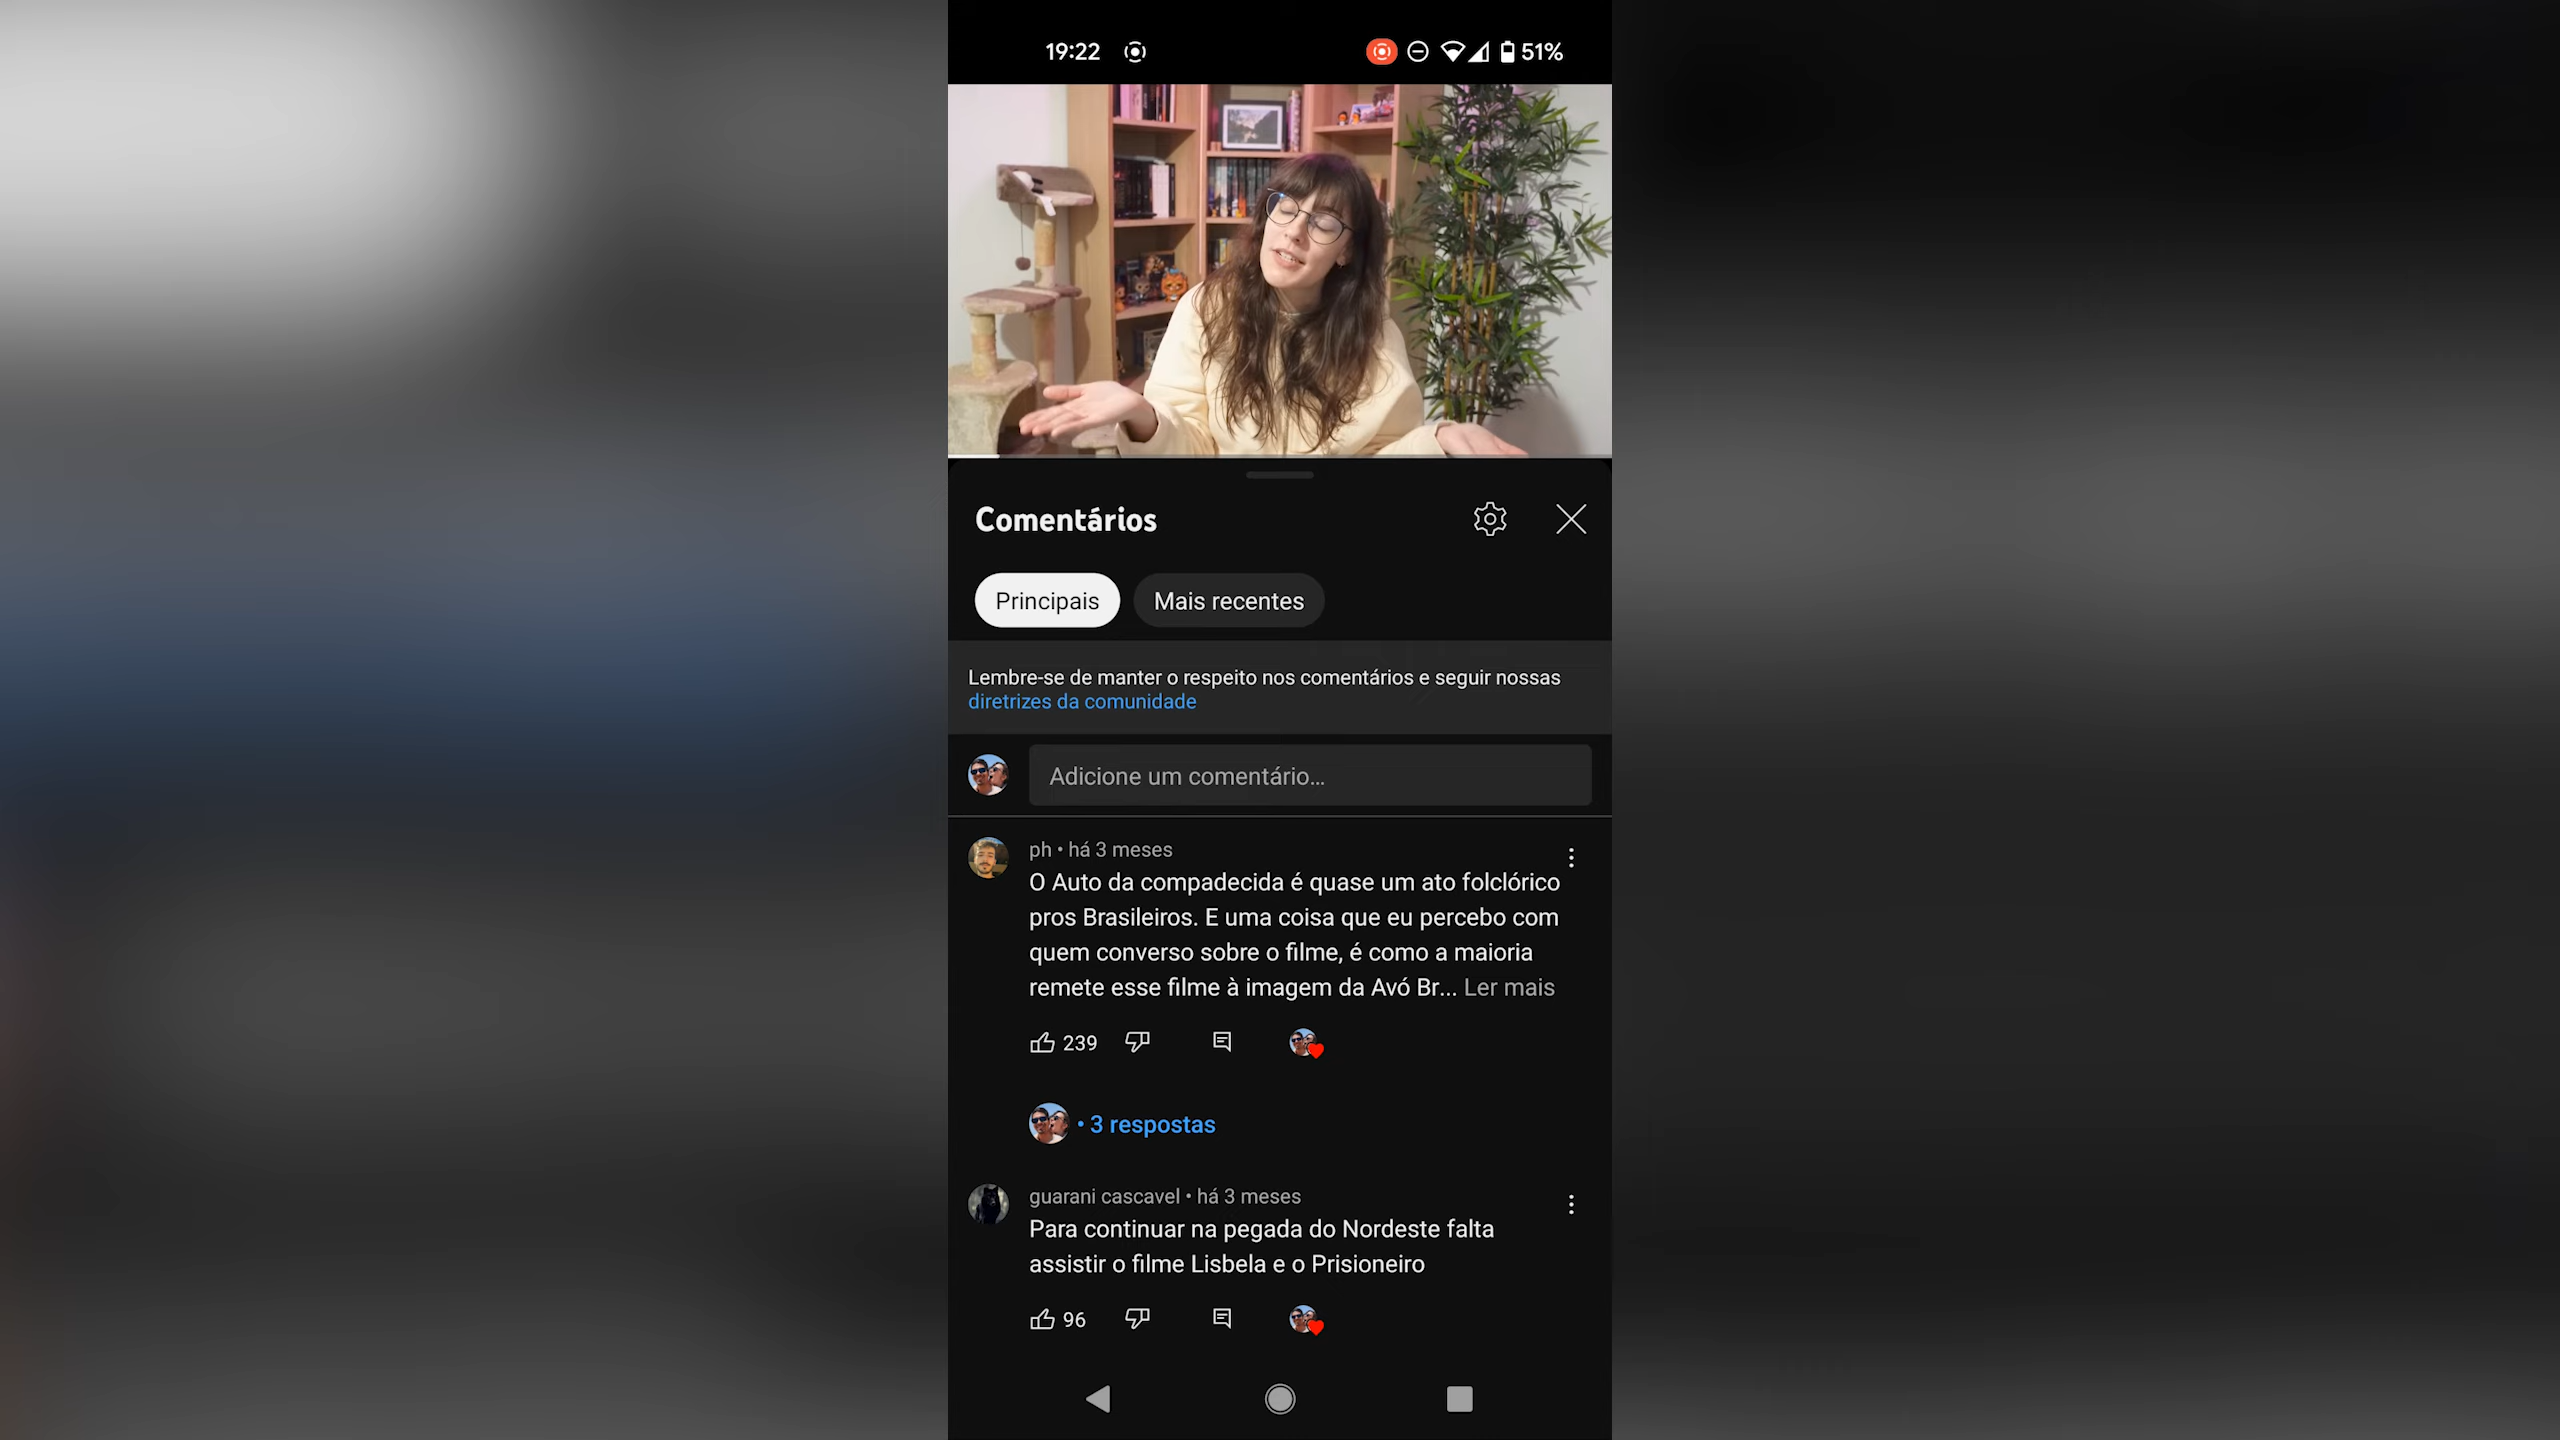 19:22
51%
Comentários
Principais
Mais recentes
Lembre-se de manter o respeito nos comentários e seguir nossas
diretrizes da comunidade
Adicione um comentário...
ph • há 3 meses
O Auto da compadecida é quase um ato folclórico
pros Brasileiros. E uma coisa que eu percebo com
quem converso sobre o filme, é como a maioria
remete esse filme à imagem da Avó Br... Ler mais
239
• 3 respostas
guarani cascavel • há 3 meses
Para continuar na pegada do Nordeste falta
assistir o filme Lisbela e o Prisioneiro
96